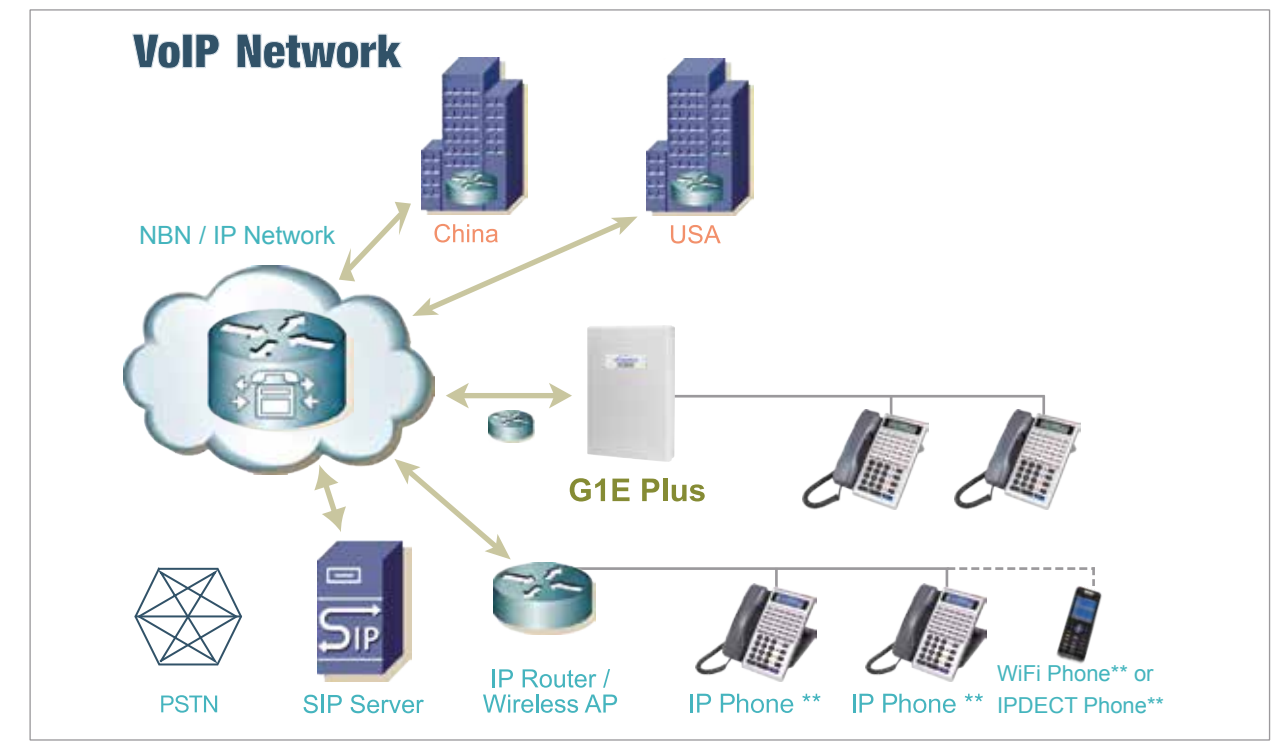 VoIP Network
China
USA
NBN / IP Network
G1E Plus
SIP
PSTN
SIP Server
IP Router /
Wireless AP
IP Phone **
IP Phone **
WiFi Phone** or
IPDECT Phone**